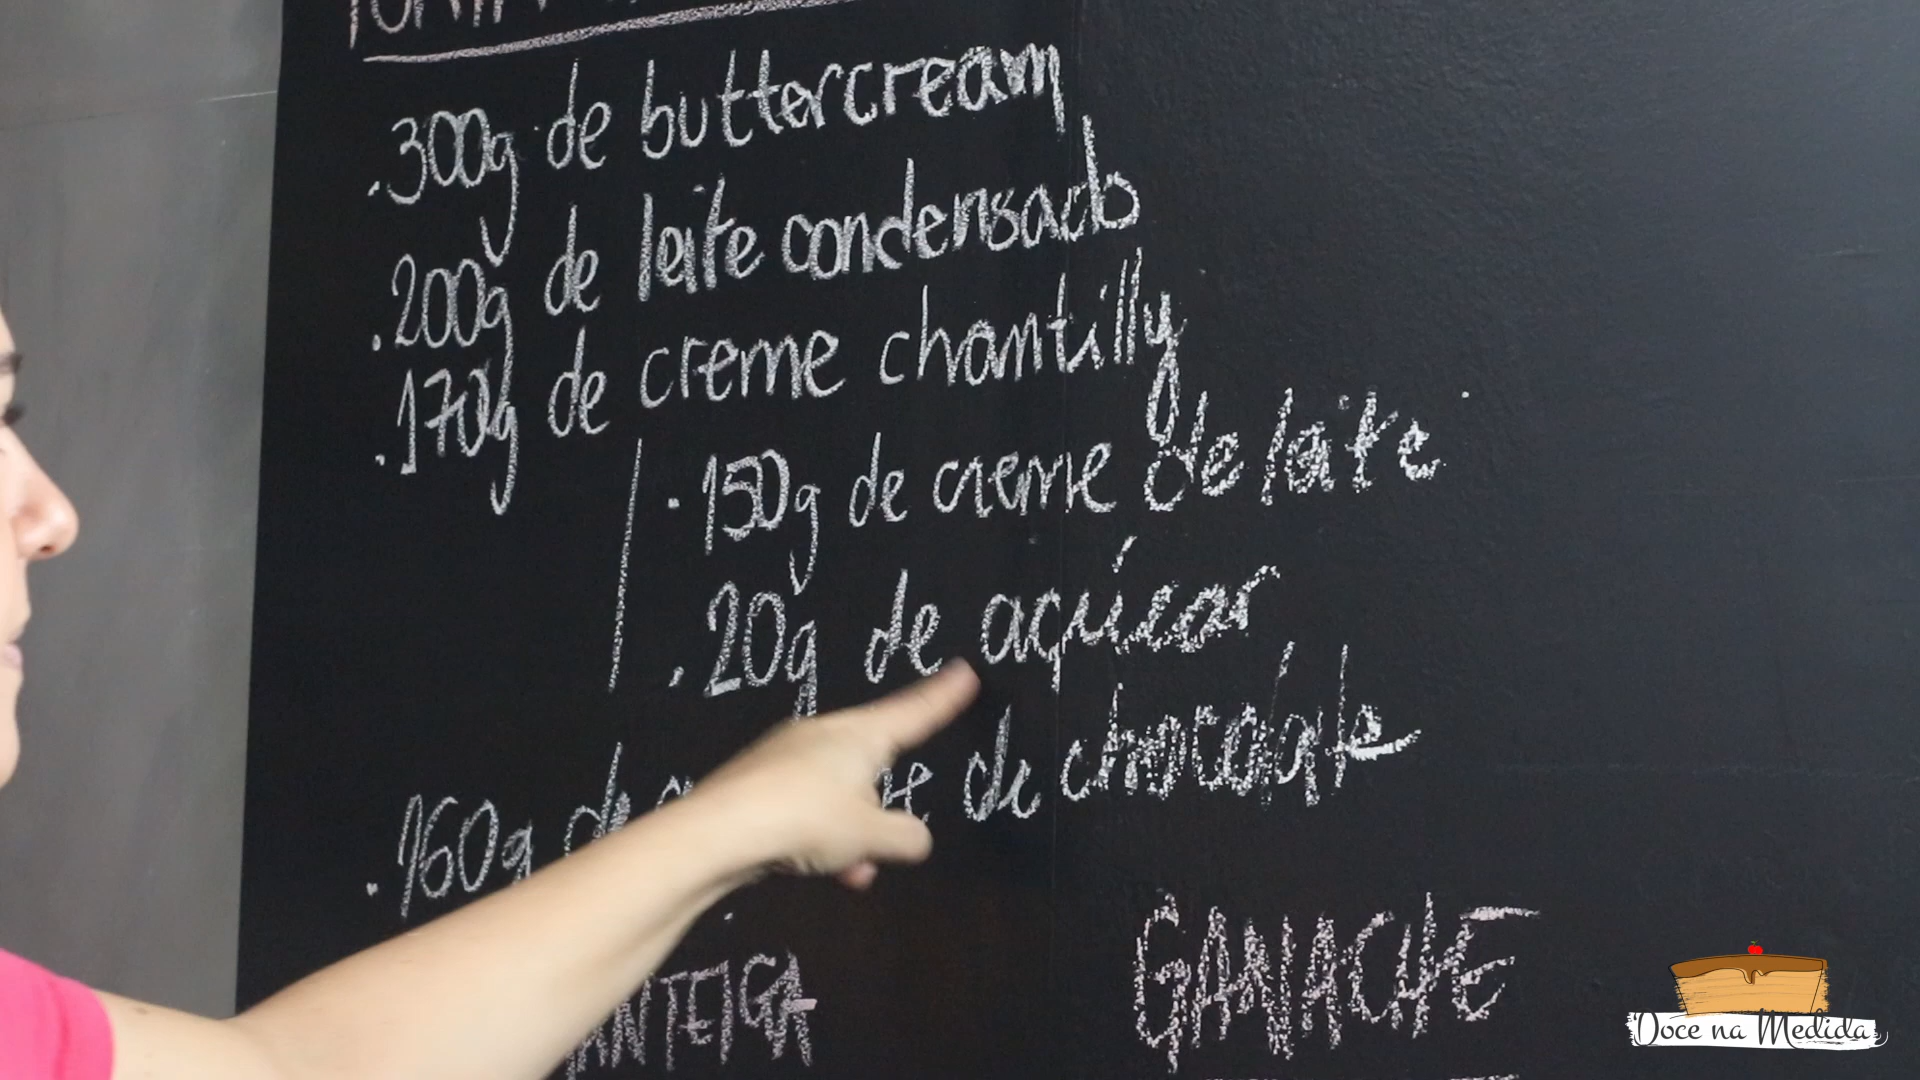 .300g de buttercream
.200g de leite condensado
.170g de creme chantilly
.150g de creme de leite
.20g de açúcar
.160g de de chocolate
GANACHE
Doce na Medida